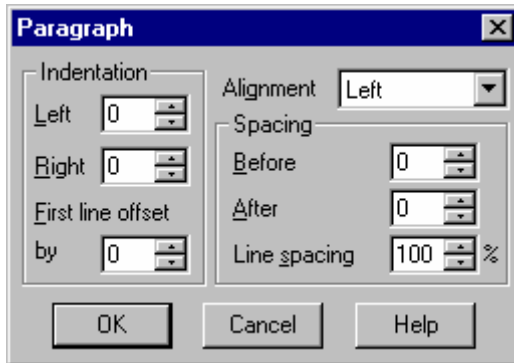 Paragraph
Indentation
Left 0
Right 0
First line offset
by 0
Alignment Left
Spacing
Before 0
After 0
Line spacing 100 %
OK Cancel Help